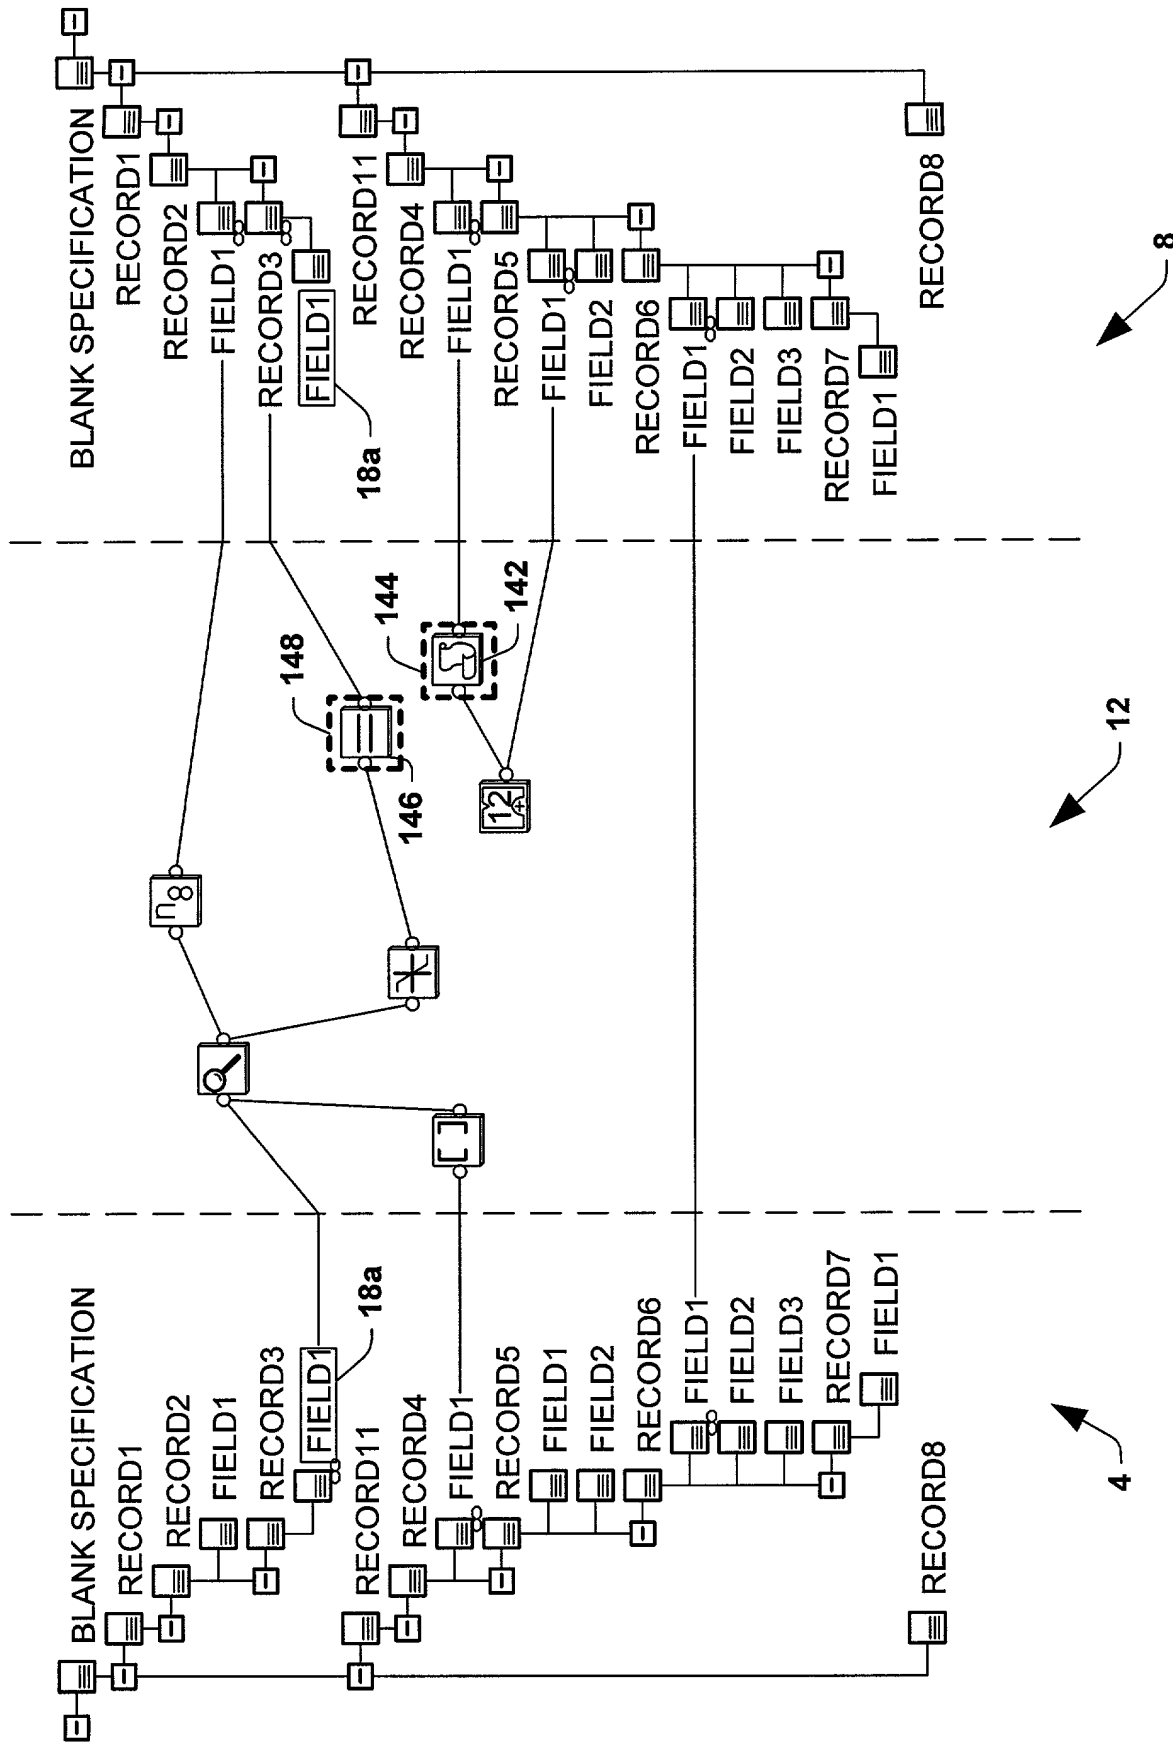 BLANK SPECIFICATION
RECORD1
RECORD2
FIELD1
RECORD3
FIELD1
18a
RECORD11
RECORD4
FIELD1
RECORD5
FIELD1
FIELD2
RECORD6
FIELD1
FIELD2
FIELD3
RECORD7
FIELD1
RECORD8
4
n8
148
146
144
142
12
12
BLANK SPECIFICATION
RECORD1
RECORD2
FIELD1
RECORD3
FIELD1
18a
RECORD11
RECORD4
FIELD1
RECORD5
FIELD1
FIELD2
RECORD6
FIELD1
FIELD2
FIELD3
RECORD7
FIELD1
RECORD8
8